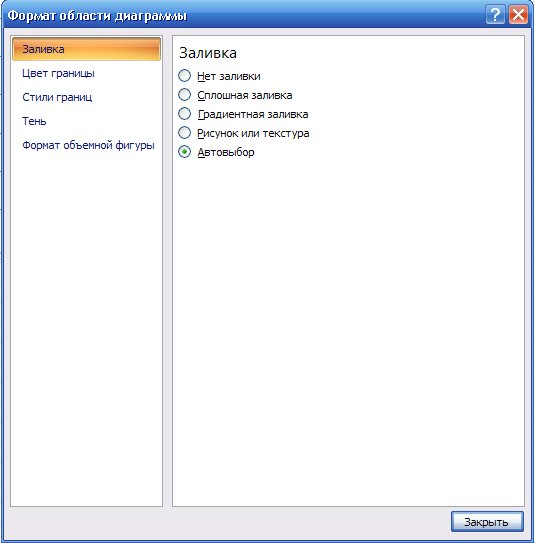 Формат области диаграммы
Заливка
Цвет границы
Стили границ
Тень
Формат объемной фигуры
Заливка
Нет заливки
Сплошная заливка
Градиентная заливка
Рисунок или текстура
Автовыбор
Закрыть